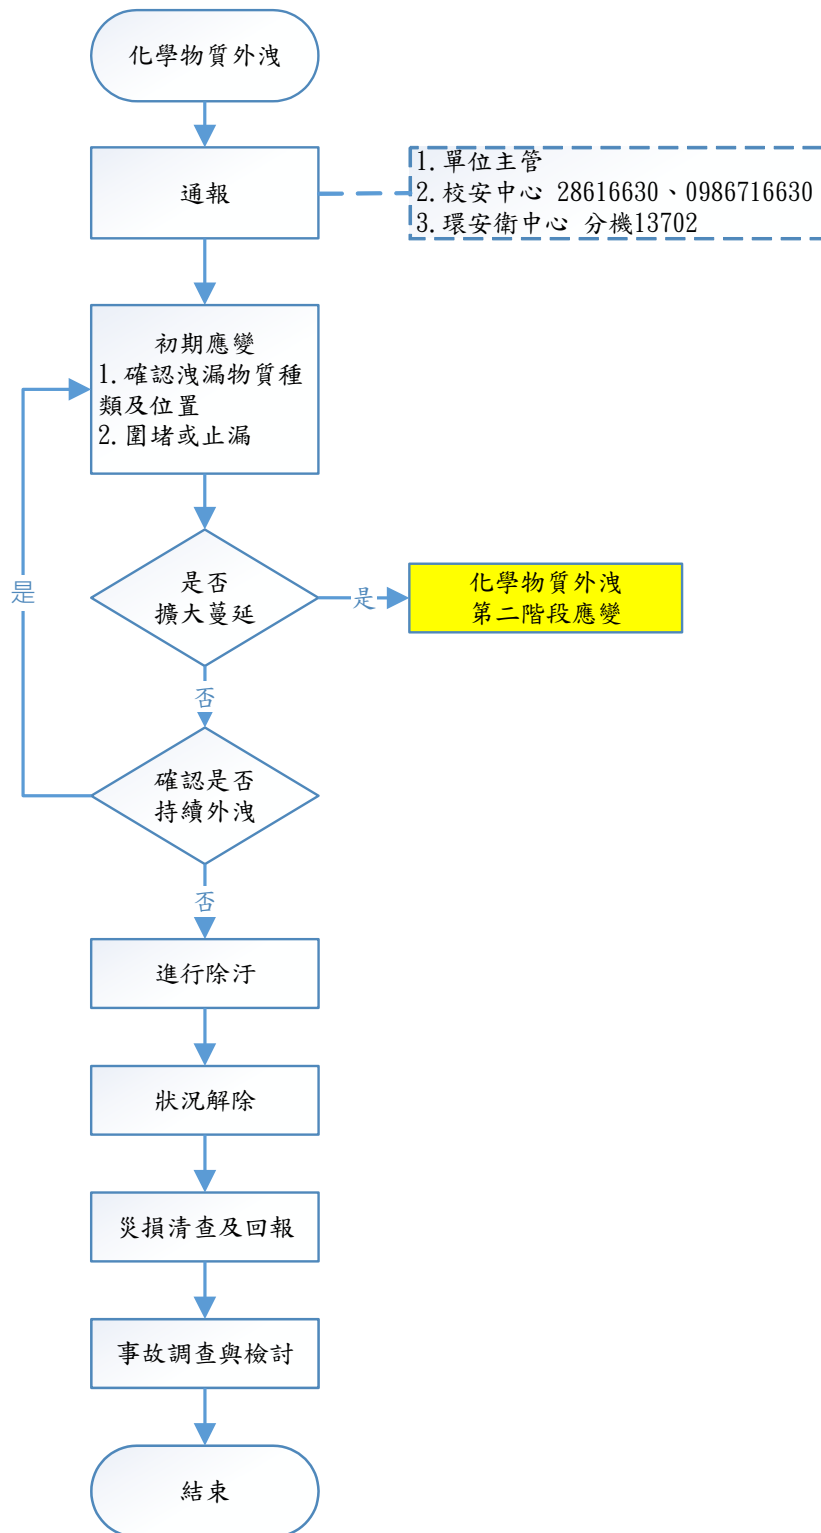 化學物質外洩
通報
1.單位主管
2.校安中心 28616630、0986716630
3.環安衛中心 分機13702
初期應變
1.確認洩漏物質種
類及位置
2.圍堵或止漏
是否
擴大蔓延
是
化學物質外洩
第二階段應變
是
否
確認是否
持續外洩
否
進行除汙
狀況解除
災損清查及回報
事故調查與檢討
結束